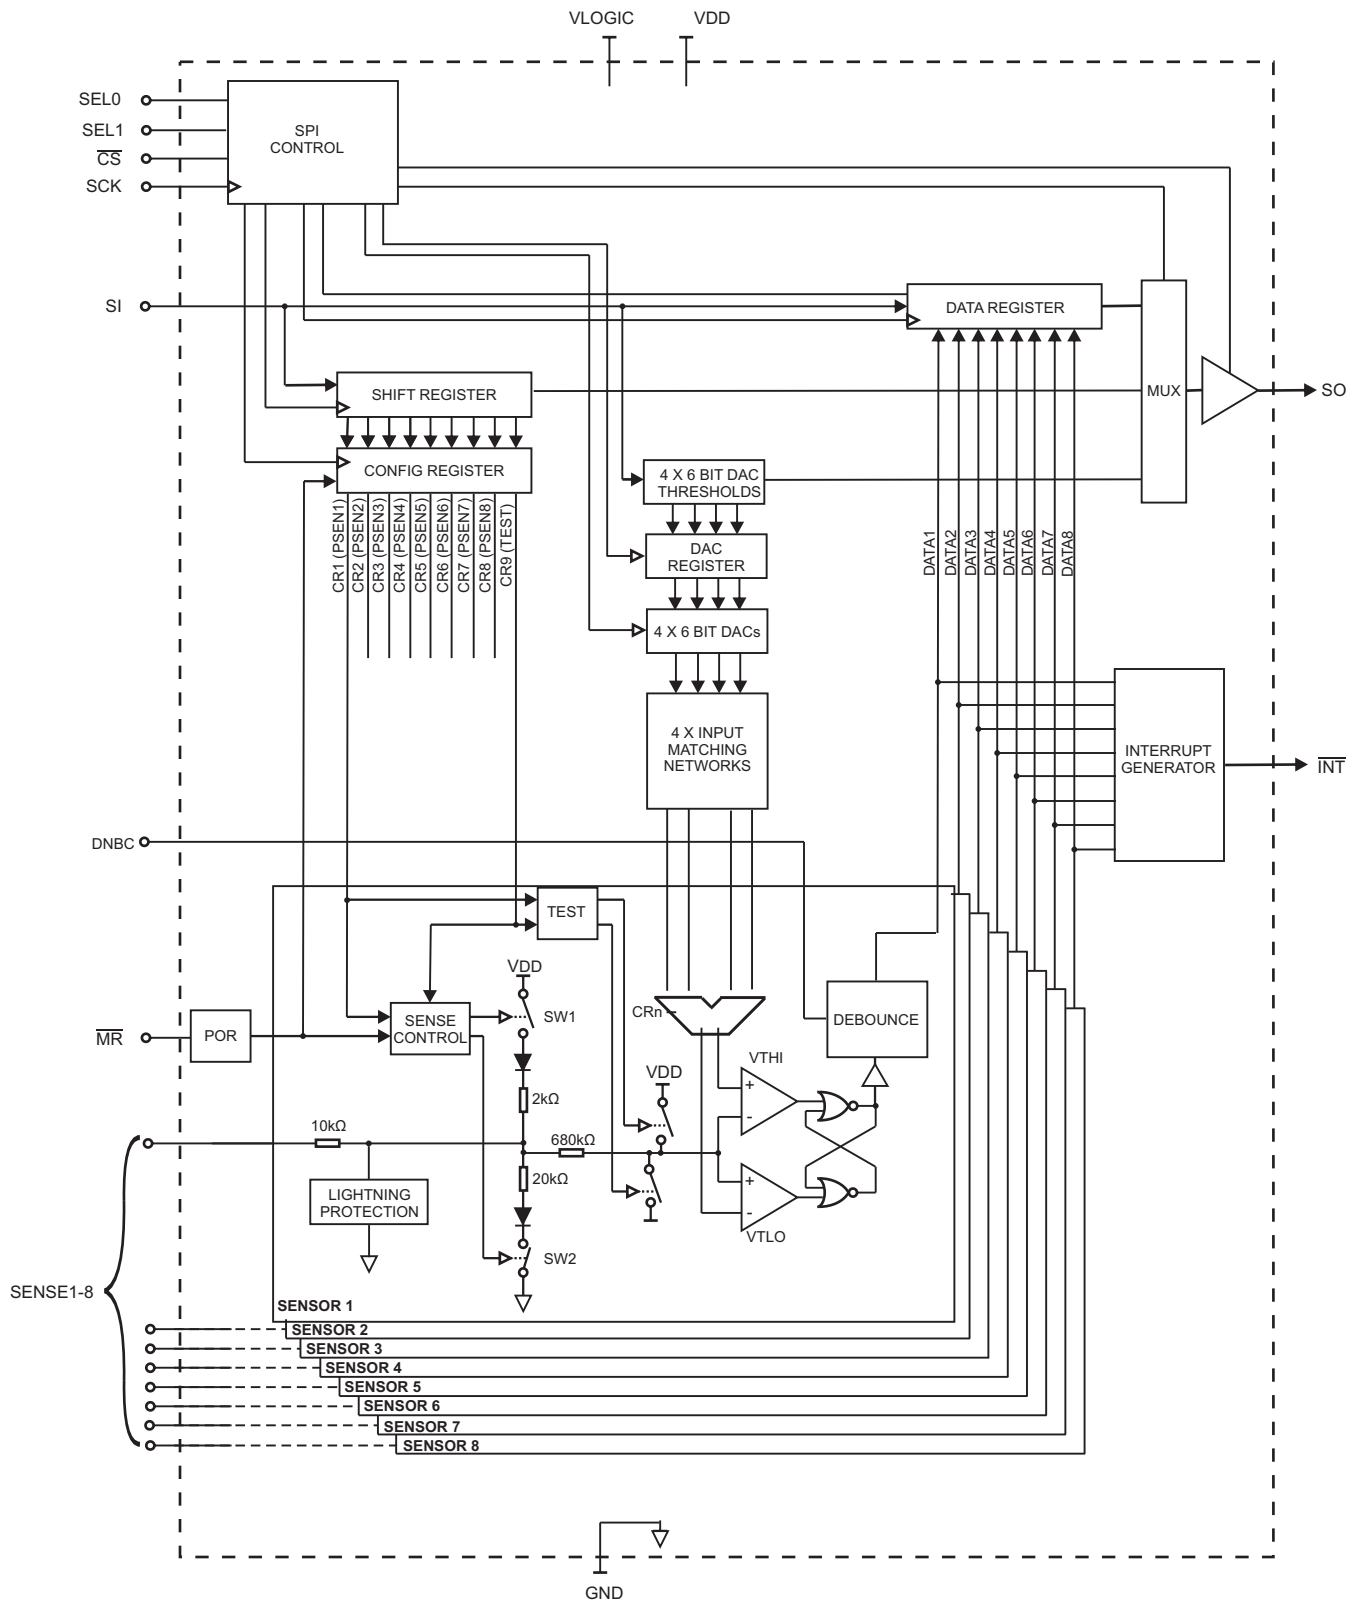 VLOGIC
VDD
SEL0
SEL1
CS
SCK
SPI
CONTROL
SI
DATA REGISTER
SHIFT REGISTER
MUX
SO
CONFIG REGISTER
4 X 6 BIT DAC
THRESHOLDS
CR1 (PSEN1)
CR2 (PSEN2)
CR3 (PSEN3)
CR4 (PSEN4)
CR5 (PSEN5)
CR6 (PSEN6)
CR7 (PSEN7)
CR8 (PSEN8)
CR9 (TEST)
DAC
REGISTER
DATA1
DATA2
DATA3
DATA4
DATA5
DATA6
DATA7
DATA8
4 X 6 BIT DACs
4 X INPUT
MATCHING
NETWORKS
INTERRUPT
GENERATOR
INT
DNBC
TEST
VDD
SW1
CRn
DEBOUNCE
MR
POR
SENSE
CONTROL
VTHI
VDD
2kΩ
+
-
10kΩ
680kΩ
20kΩ
LIGHTNING
PROTECTION
+
-
VTLO
SW2
SENSE1-8
SENSOR 1
SENSOR 2
SENSOR 3
SENSOR 4
SENSOR 5
SENSOR 6
SENSOR 7
SENSOR 8
GND